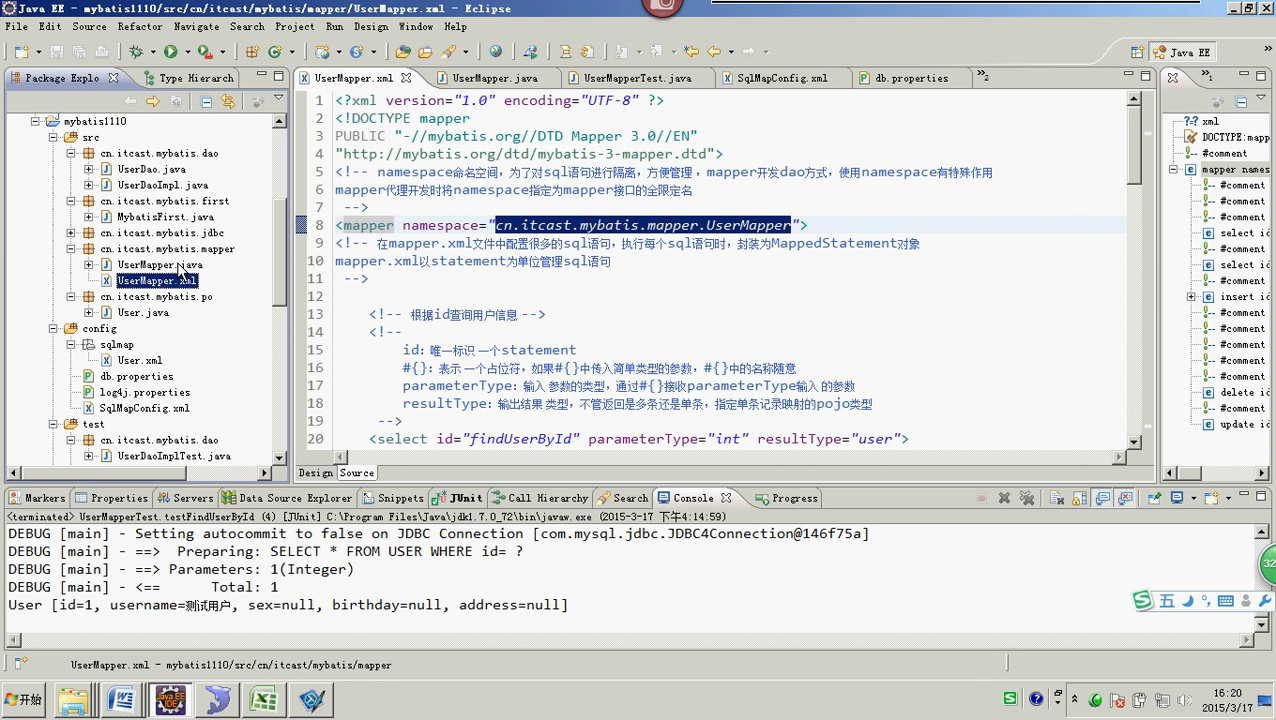 Java EE - mybatis1110/src/cn/itcast/mybatis/mapper/UserMapper.xml - Eclipse
File Edit Source Refactor Navigate Search Project Run Design Window Help
Java EE
Package Explo
Type Hierarchy
UserMapper.xml
UserMapper.java
UserMapperTest.java
SqlMapConfig.xml
db.properties
»2
»1
mybatis1110
src
cn.itcast.mybatis.dao
UserDao.java
UserDaoImpl.java
cn.itcast.mybatis.first
MybatisFirst.java
cn.itcast.mybatis.jdbc
cn.itcast.mybatis.mapper
UserMapper.java
UserMapper.xml
cn.itcast.mybatis.po
User.java
config
sqlmap
User.xml
db.properties
log4j.properties
SqlMapConfig.xml
test
cn.itcast.mybatis.dao
UserDaoImplTest.java
1 <?xml version="1.0" encoding="UTF-8" ?>
2 <!DOCTYPE mapper
3 PUBLIC "-//mybatis.org//DTD Mapper 3.0//EN"
4 "http://mybatis.org/dtd/mybatis-3-mapper.dtd">
5 <!-- namespace命名空间，为了对sql语句进行隔离，方便管理 ，mapper开发dao方式，使用namespace有特殊作用
6 mapper代理开发时将namespace指定为mapper接口的全限定名
7 -->
8 <mapper namespace="cn.itcast.mybatis.mapper.UserMapper">
9 <!-- 在mapper.xml文件中配置很多的sql语句，执行每个sql语句时，封装为MappedStatement对象
10 mapper.xml以statement为单位管理sql语句
11 -->
12
13 <!-- 根据id查询用户信息 -->
14 <!--
15 id：唯一标识 一个statement
16 #{}：表示 一个占位符，如果#{}中传入简单类型的参数，#{}中的名称随意
17 parameterType：输入 参数的类型，通过#{}接收parameterType输入 的参数
18 resultType：输出结果 类型，不管返回是多条还是单条，指定单条记录映射的pojo类型
19 -->
20 <select id="findUserById" parameterType="int" resultType="user">
Design Source
xml
DOCTYPE:mapp
#comment
mapper names
#comment
#comment
#comment
select id
#comment
select id
#comment
insert id
#comment
#comment
#comment
#comment
#comment
delete id
#comment
update id
Markers Properties Servers Data Source Explorer Snippets JUnit Call Hierarchy Search Console Progress
<terminated> UserMapperTest.testFindUserById (4) [JUnit] C:\Program Files\Java\jdk1.7.0_72\bin\javaw.exe (2015-3-17 下午4:14:59)
DEBUG [main] - Setting autocommit to false on JDBC Connection [com.mysql.jdbc.JDBC4Connection@146f75a]
DEBUG [main] - ==>  Preparing: SELECT * FROM USER WHERE id= ?
DEBUG [main] - ==> Parameters: 1(Integer)
DEBUG [main] - <==      Total: 1
User [id=1, username=测试用户, sex=null, birthday=null, address=null]
32
五
UserMapper.xml - mybatis1110/src/cn/itcast/mybatis/mapper
开始
16:20
2015/3/17